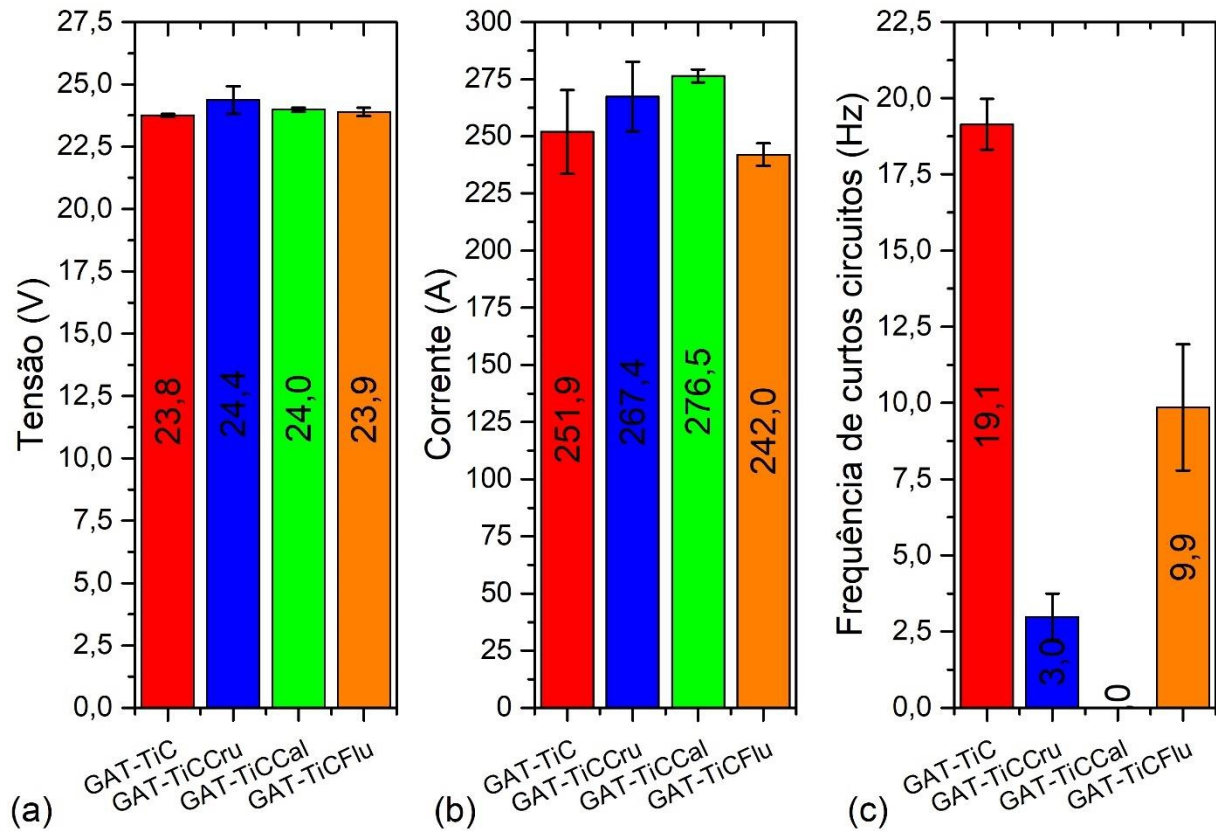 Tensão (V)
27,5
25,0
22,5
20,0
17,5
15,0
12,5
10,0
7,5
5,0
2,5
0,0
23,8
24,4
24,0
23,9
GAT-TiC
GAT-TiCCru
GAT-TiCCal
GAT-TiCFlu
(a)
Corrente (A)
300
275
250
225
200
175
150
125
100
75
50
25
0
251,9
267,4
276,5
242,0
GAT-TiC
GAT-TiCCru
GAT-TiCCal
GAT-TiCFlu
(b)
Frequência de curtos circuitos (Hz)
22,5
20,0
17,5
15,0
12,5
10,0
7,5
5,0
2,5
0,0
19,1
3,0
0
9,9
GAT-TiC
GAT-TiCCru
GAT-TiCCal
GAT-TiCFlu
(c)